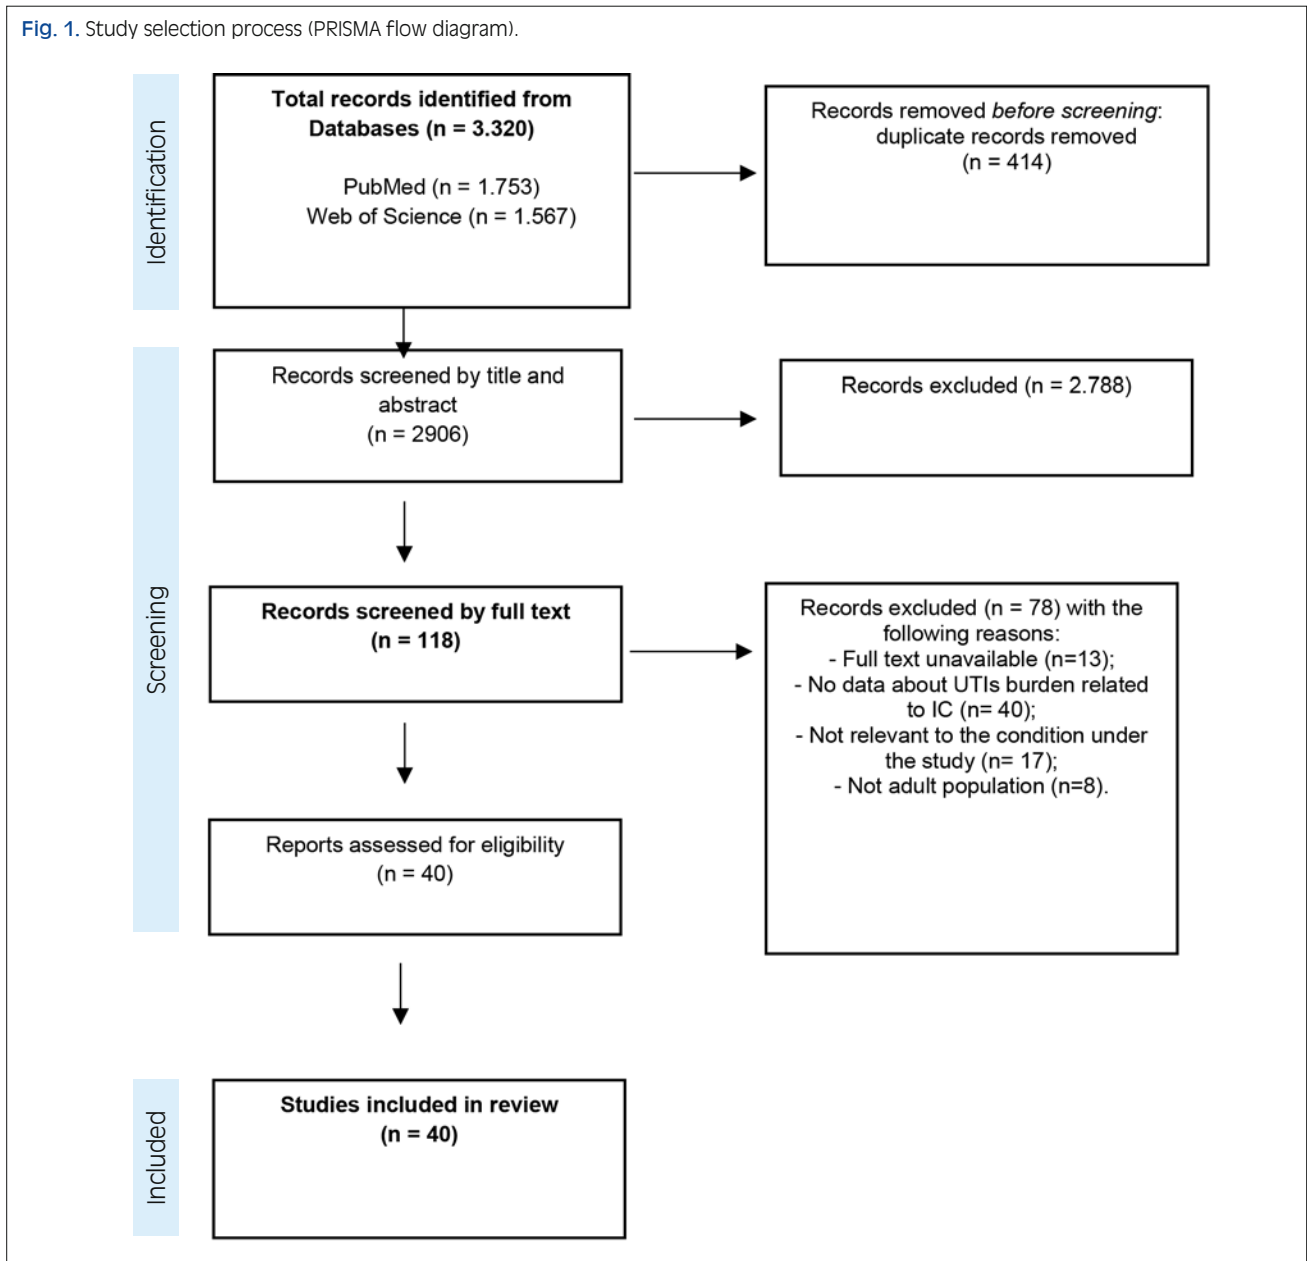 Fig. 1. Study selection process (PRISMA flow diagram).
Identification
Total records identified from
Databases (n = 3.320)
PubMed (n = 1.753)
Web of Science (n = 1.567)
Records removed before screening:
duplicate records removed
(n = 414)
Screening
Records screened by title and
abstract
(n = 2906)
Records excluded (n = 2.788)
Records screened by full text
(n = 118)
Records excluded (n = 78) with the
following reasons:
- Full text unavailable (n=13);
- No data about UTIs burden related
to IC (n= 40);
- Not relevant to the condition under
the study (n= 17);
- Not adult population (n=8).
Reports assessed for eligibility
(n = 40)
Included
Studies included in review
(n = 40)